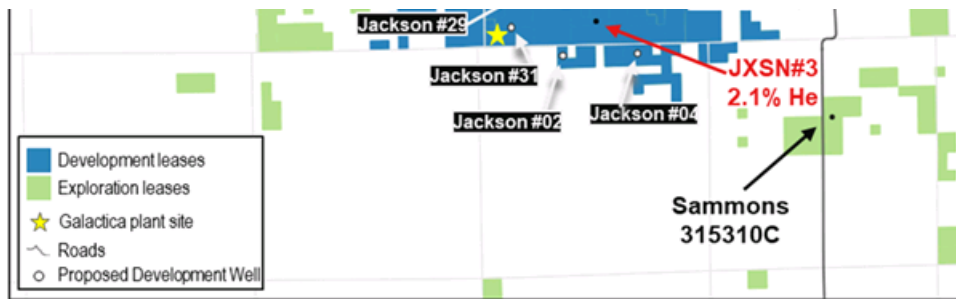 Jackson #29
Jackson #31
Jackson #02
Jackson #04
JXSN#3
2.1% He
Sammons
315310C
Development leases
Exploration leases
Galactica plant site
Roads
Proposed Development Well